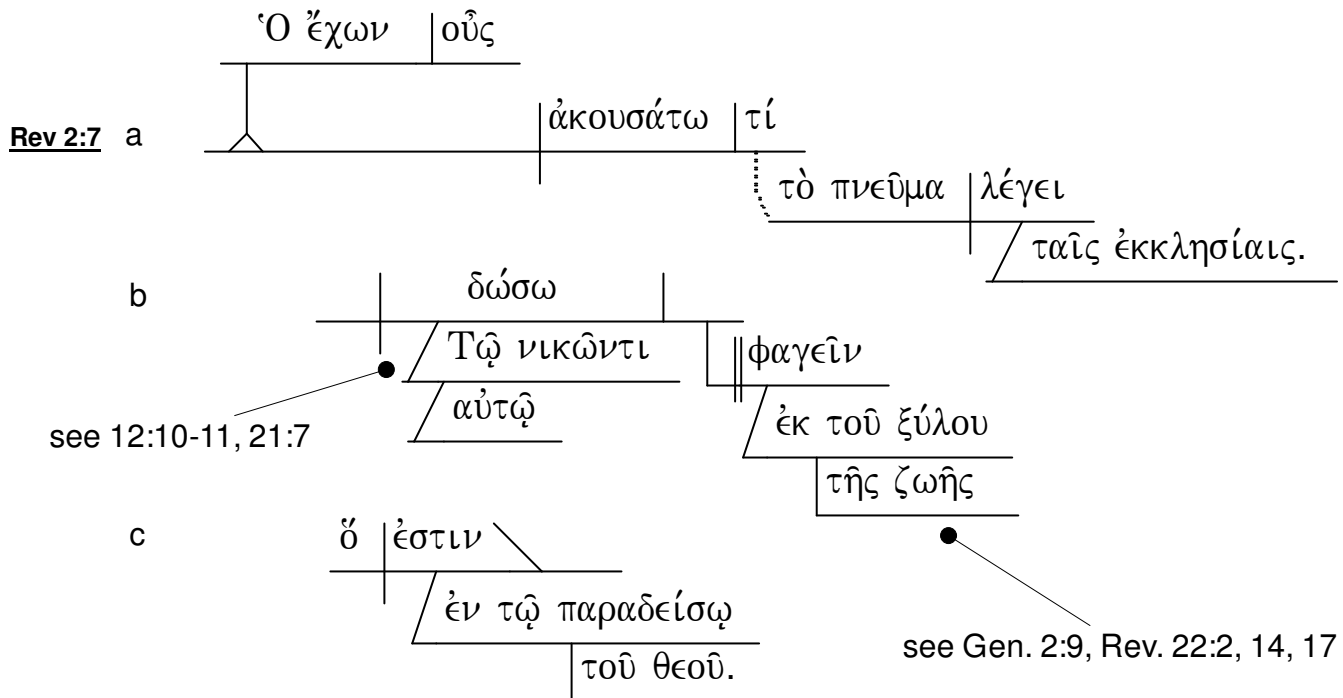 Ὁ ἔχων οὖς
Rev 2:7 a
ἀκουσάτω τί
τὸ πνεῦμα λέγει
ταῖς ἐκκλησίαις.
b
δώσω
Τῷ νικῶντι φαγεῖν
αὐτῷ
ἐκ τοῦ ξύλου
see 12:10-11, 21:7
τῆς ζωῆς
c
ὅ ἐστιν
ἐν τῷ παραδείσῳ
see Gen. 2:9, Rev. 22:2, 14, 17
τοῦ θεοῦ.